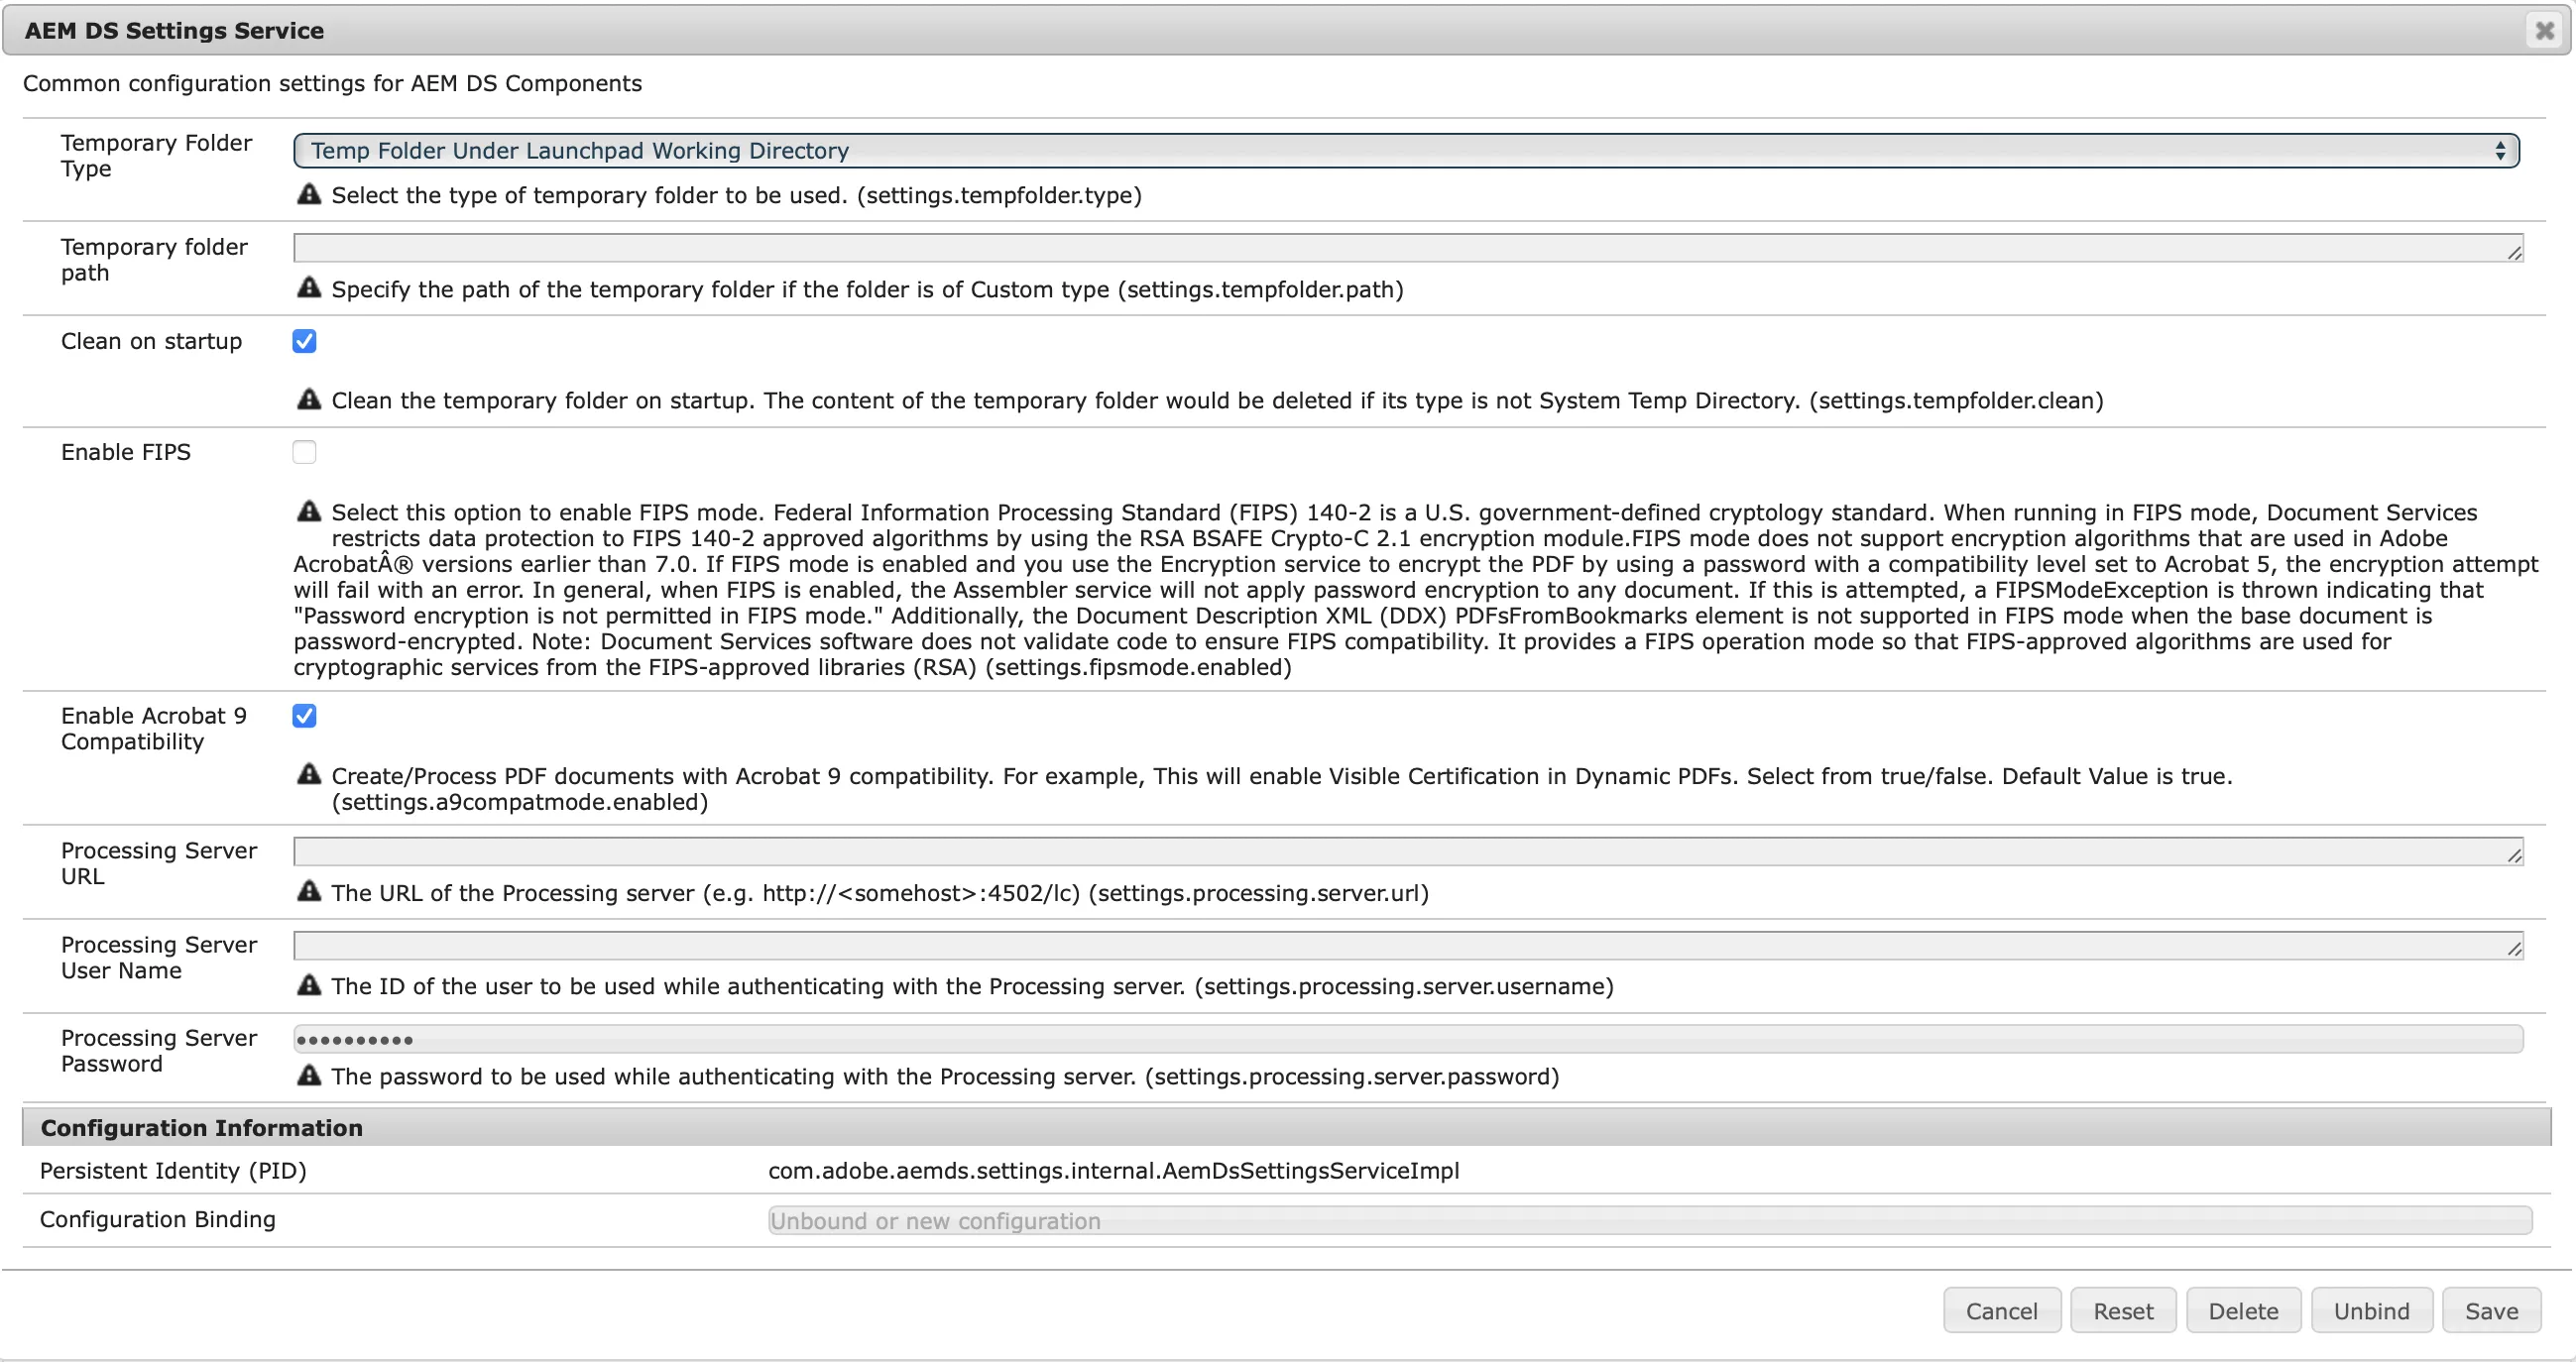 AEM DS Settings Service
Common configuration settings for AEM DS Components
Temporary Folder
Type
Temp Folder Under Launchpad Working Directory
Select the type of temporary folder to be used. (settings.tempfolder.type)
Temporary folder
path
Specify the path of the temporary folder if the folder is of Custom type (settings.tempfolder.path)
Clean on startup
Clean the temporary folder on startup. The content of the temporary folder would be deleted if its type is not System Temp Directory. (settings.tempfolder.clean)
Enable FIPS
Select this option to enable FIPS mode. Federal Information Processing Standard (FIPS) 140-2 is a U.S. government-defined cryptology standard. When running in FIPS mode, Document Services
restricts data protection to FIPS 140-2 approved algorithms by using the RSA BSAFE Crypto-C 2.1 encryption module.FIPS mode does not support encryption algorithms that are used in Adobe
AcrobatÂ® versions earlier than 7.0. If FIPS mode is enabled and you use the Encryption service to encrypt the PDF by using a password with a compatibility level set to Acrobat 5, the encryption attempt
will fail with an error. In general, when FIPS is enabled, the Assembler service will not apply password encryption to any document. If this is attempted, a FIPSModeException is thrown indicating that
"Password encryption is not permitted in FIPS mode." Additionally, the Document Description XML (DDX) PDFsFromBookmarks element is not supported in FIPS mode when the base document is
password-encrypted. Note: Document Services software does not validate code to ensure FIPS compatibility. It provides a FIPS operation mode so that FIPS-approved algorithms are used for
cryptographic services from the FIPS-approved libraries (RSA) (settings.fipsmode.enabled)
Enable Acrobat 9
Compatibility
Create/Process PDF documents with Acrobat 9 compatibility. For example, This will enable Visible Certification in Dynamic PDFs. Select from true/false. Default Value is true.
(settings.a9compatmode.enabled)
Processing Server
URL
The URL of the Processing server (e.g. http://<somehost>:4502/lc) (settings.processing.server.url)
Processing Server
User Name
The ID of the user to be used while authenticating with the Processing server. (settings.processing.server.username)
Processing Server
Password
••••••••••
The password to be used while authenticating with the Processing server. (settings.processing.server.password)
Configuration Information
Persistent Identity (PID)
com.adobe.aemds.settings.internal.AemDsSettingsServiceImpl
Configuration Binding
Unbound or new configuration
Cancel
Reset
Delete
Unbind
Save